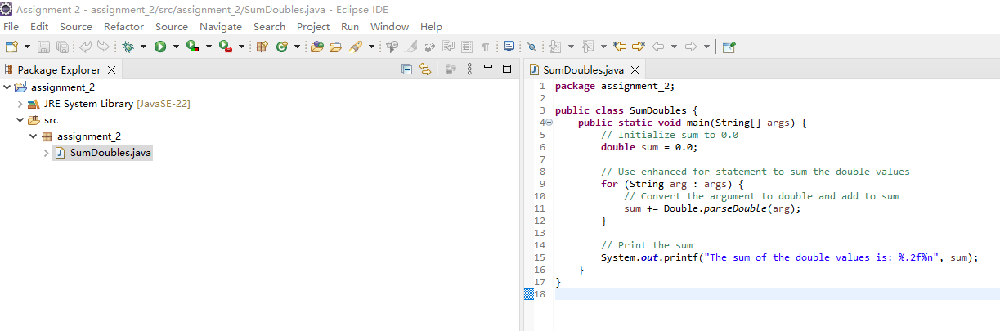 Assignment 2 - assignment_2/src/assignment_2/SumDoubles.java - Eclipse IDE
File Edit Source Refactor Source Navigate Search Project Run Window Help
Package Explorer
assignment_2
JRE System Library [JavaSE-22]
src
assignment_2
SumDoubles.java
SumDoubles.java
1 package assignment_2;
2
3 public class SumDoubles {
4 public static void main(String[] args) {
5 // Initialize sum to 0.0
6 double sum = 0.0;
7
8 // Use enhanced for statement to sum the double values
9 for (String arg : args) {
10 // Convert the argument to double and add to sum
11 sum += Double.parseDouble(arg);
12 }
13
14 // Print the sum
15 System.out.printf("The sum of the double values is: %.2f%n", sum);
16 }
17 }
18